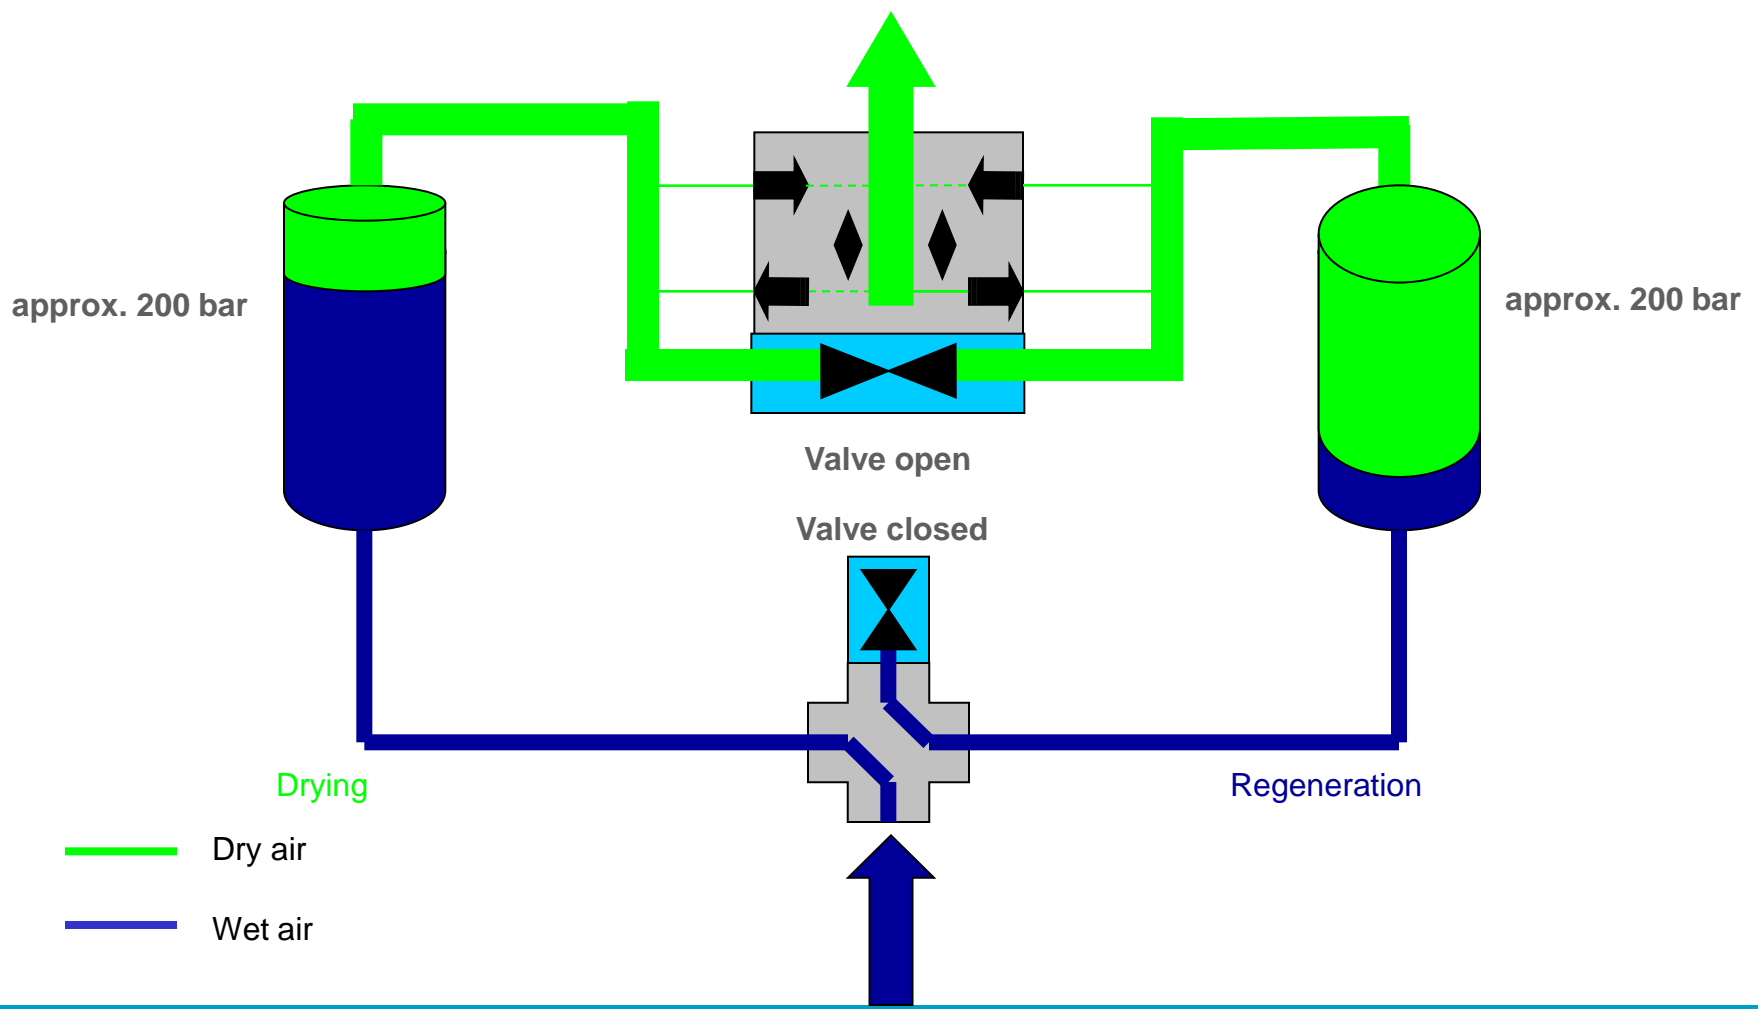 approx. 200 bar
approx. 200 bar
Valve open
Valve closed
Drying
Regeneration
Dry air
Wet air